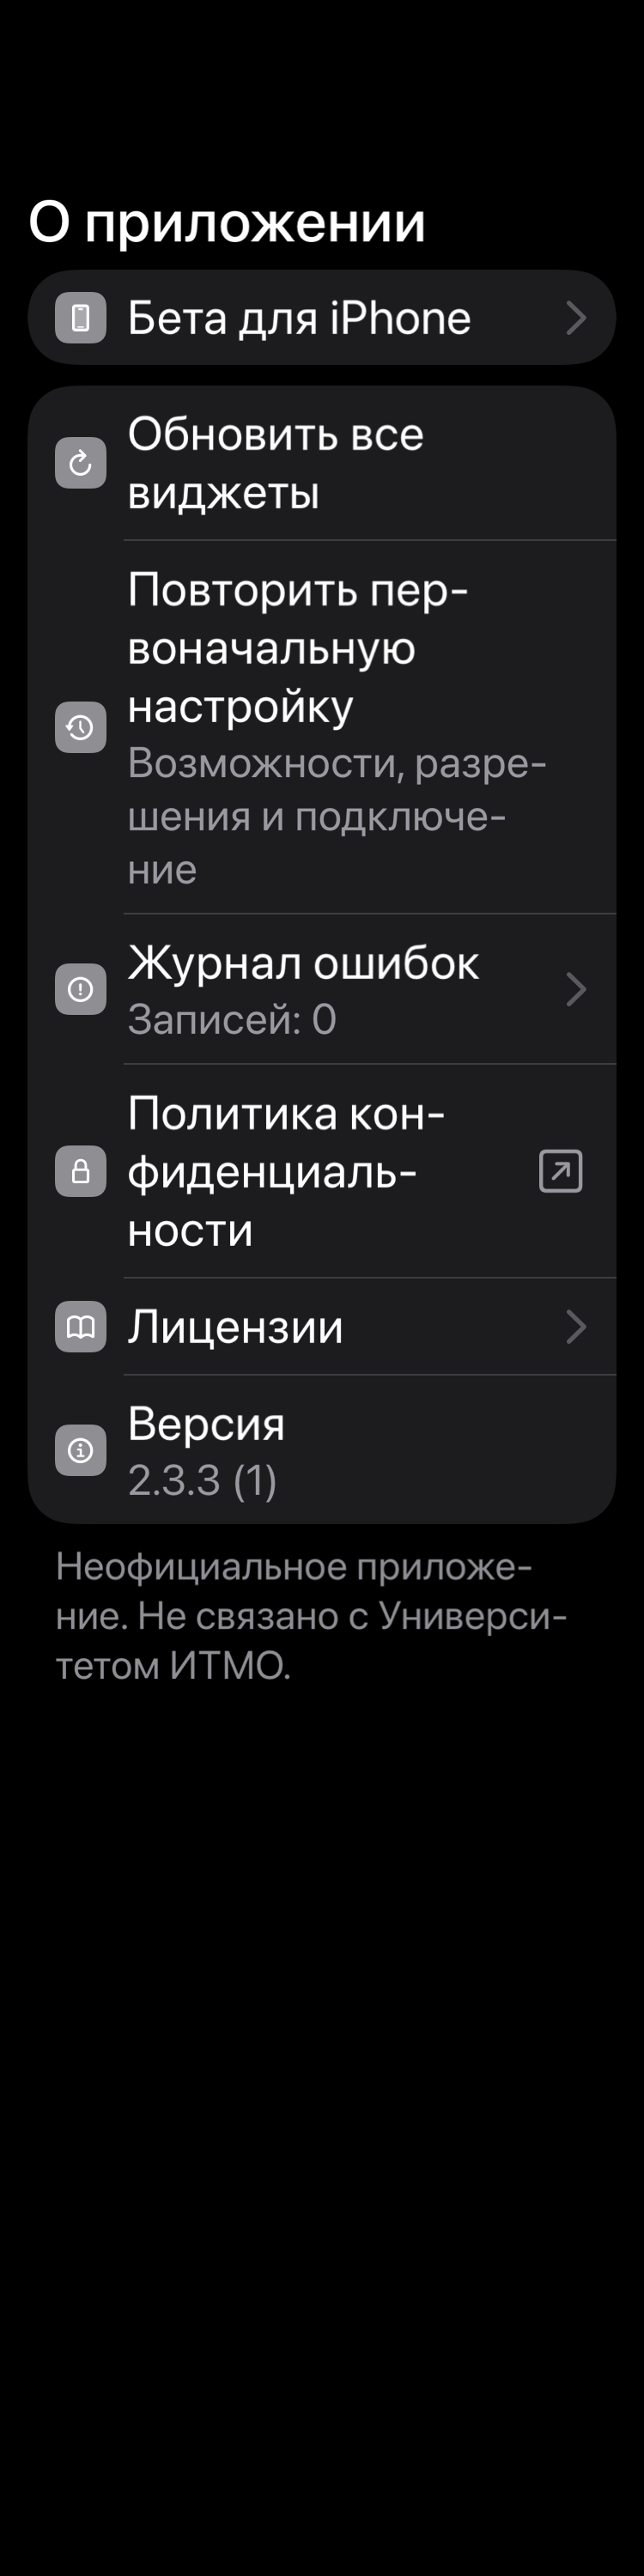 О приложении
Бета для iPhone
Обновить все
виджеты
Повторить пер-
воначальную
настройку
Возможности, разре-
шения и подключе-
ние
Журнал ошибок
Записей: 0
Политика кон-
фиденциаль-
ности
Лицензии
Версия
2.3.3 (1)
Неофициальное приложе-
ние. Не связано с Универси-
тетом ИТМО.